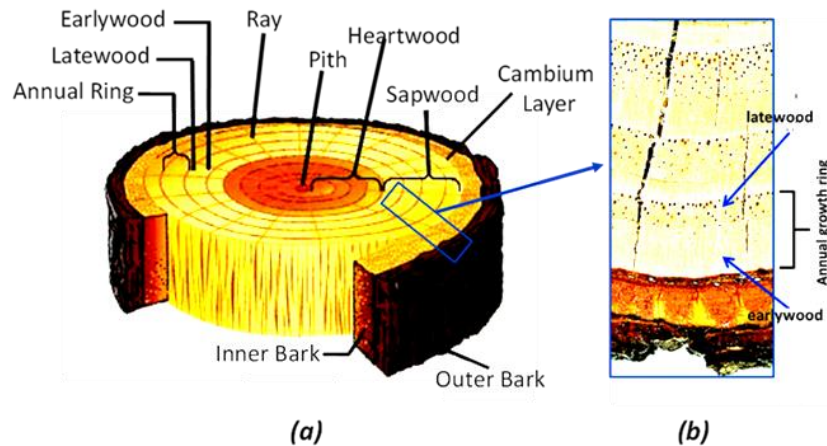 Earlywood
Ray
Heartwood
Latewood
Pith
Cambium
Layer
Annual Ring
Sapwood
Inner Bark
Outer Bark
(a)
latewood
Annual growth ring
earlywood
(b)